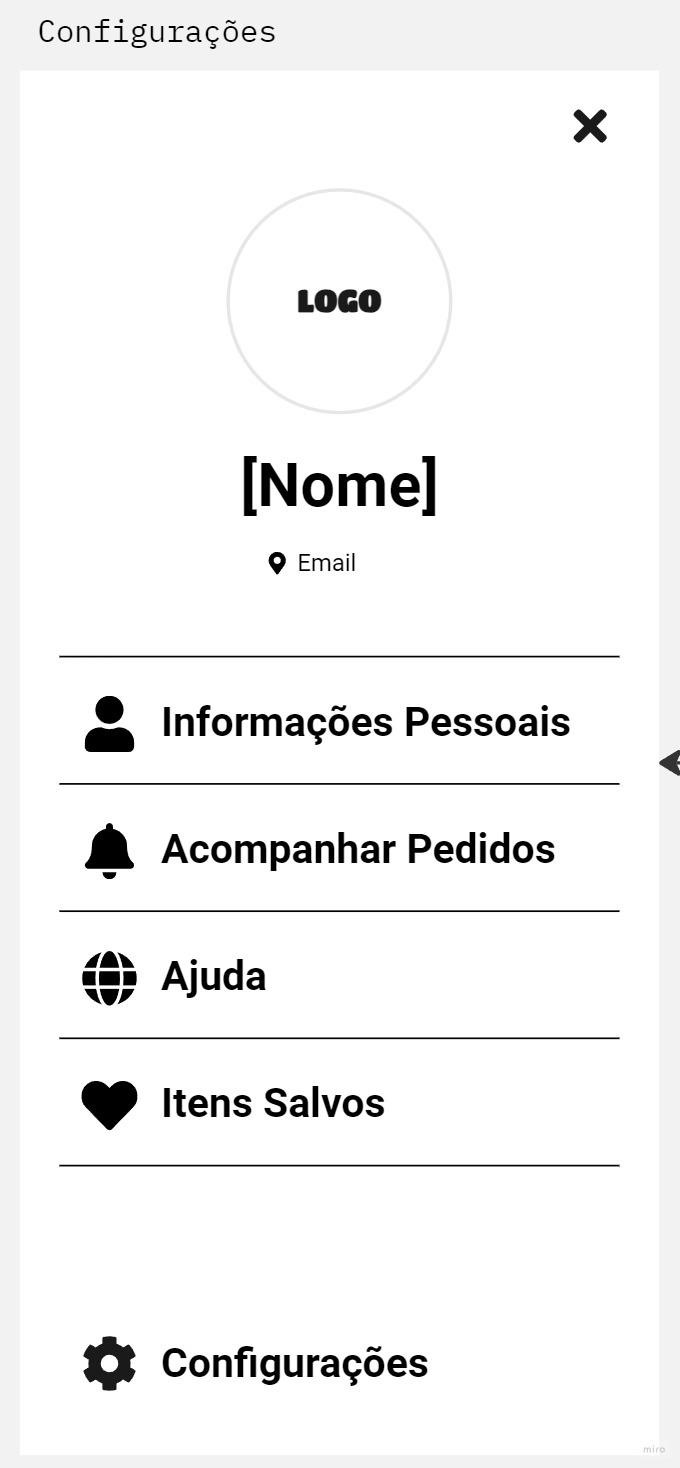 Configurações
LOGO
[Nome]
Email
Informações Pessoais
Acompanhar Pedidos
Ajuda
Itens Salvos
Configurações
miro